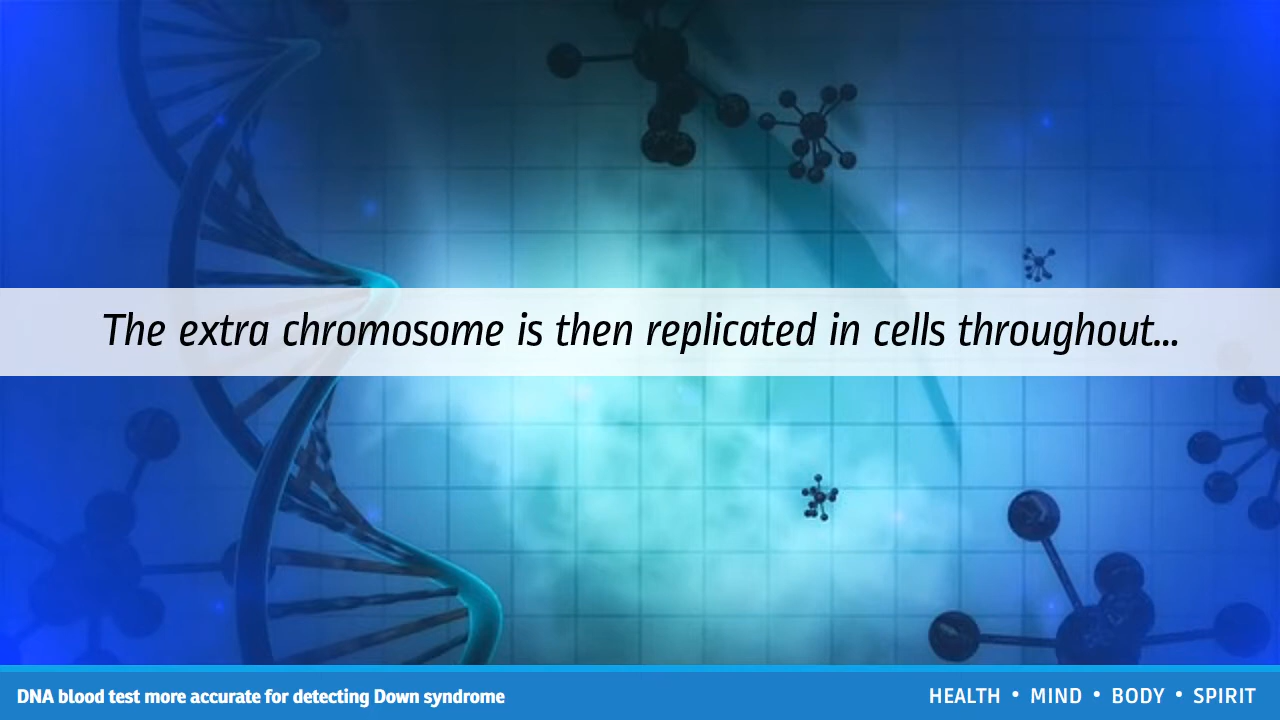 The extra chromosome is then replicated in cells throughout...
DNA blood test more accurate for detecting Down syndrome
HEALTH • MIND • BODY • SPIRIT